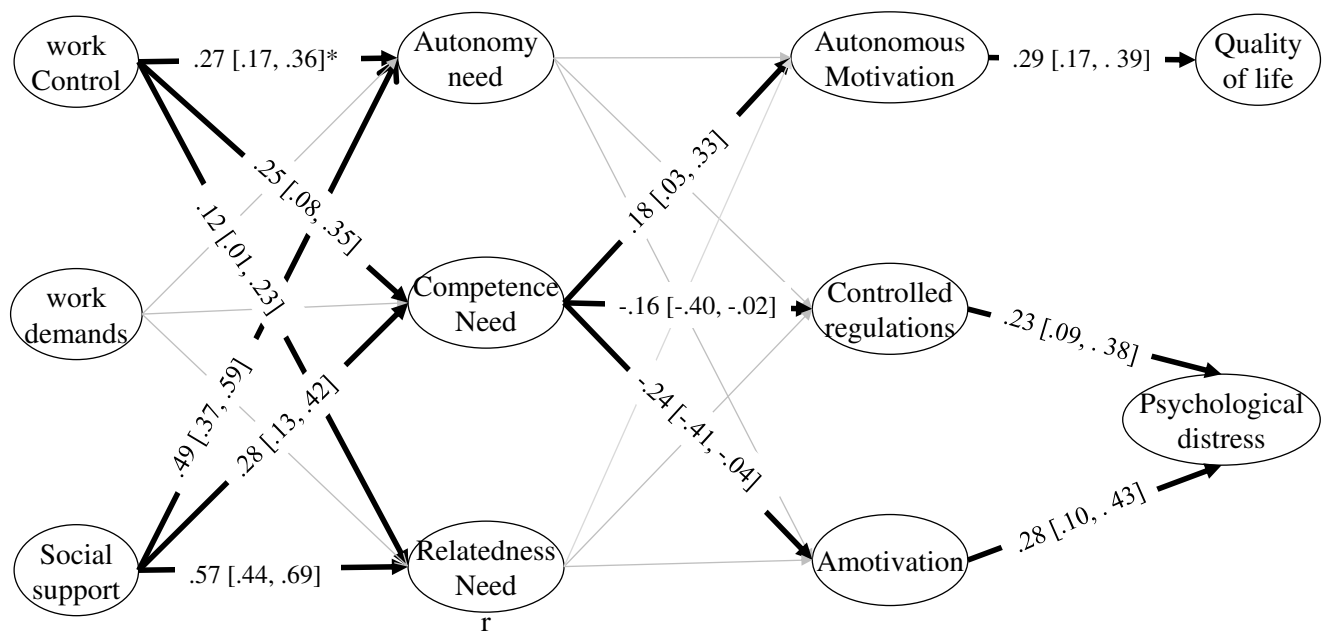 work
Control
.27 [.17, .36]*
Autonomy
need
Autonomous
Motivation
.29 [.17, . 39]
Quality
of life
.25 [.08, .35]
.12 [.01, .23]
.18 [.03, .33]
work
demands
Competence
Need
-.16 [-.40, -.02]
Controlled
regulations
.23 [.09, . 38]
.49 [.37, .59]
.28 [.13, .42]
-.24 [-.41, -.04]
Psychological
distress
Social
support
.57 [.44, .69]
Relatedness
Need
r
Amotivation
.28 [.10, . 43]